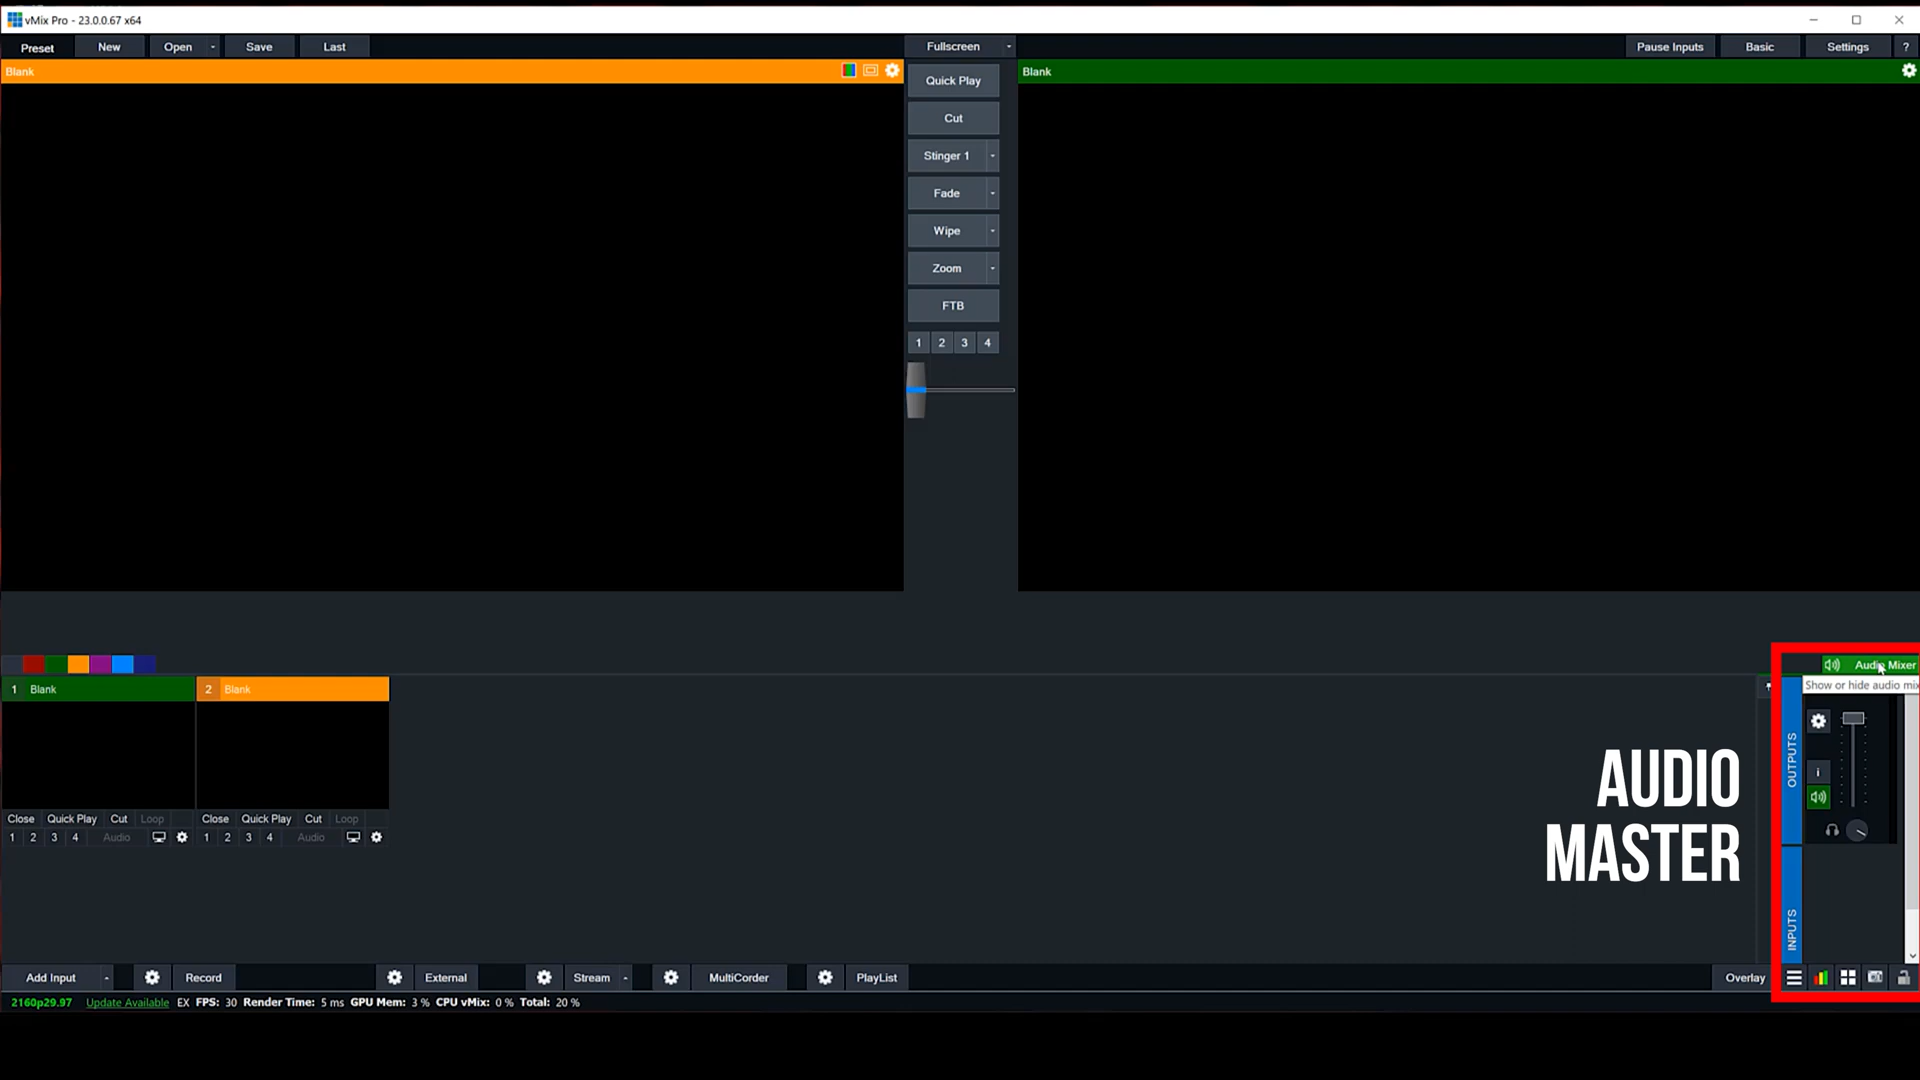 vMix Pro - 23.0.0.67 x64
Preset New Open Save Last Fullscreen Pause Inputs Basic Settings ?
Blank Blank
Quick Play
Cut
Stinger 1
Fade
Wipe
Zoom
FTB
1 2 3 4
Audio Mixer
1 Blank 2 Blank
Show or hide audio mix
OUTPUTS
i
AUDIO
MASTER
Close Quick Play Cut Loop Close Quick Play Cut Loop
1 2 3 4 Audio 1 2 3 4 Audio
INPUTS
Add Input Record External Stream MultiCorder PlayList Overlay
2160p29.97 Update Available EX FPS: 30 Render Time: 5 ms GPU Mem: 3 % CPU vMix: 0 % Total: 20 %